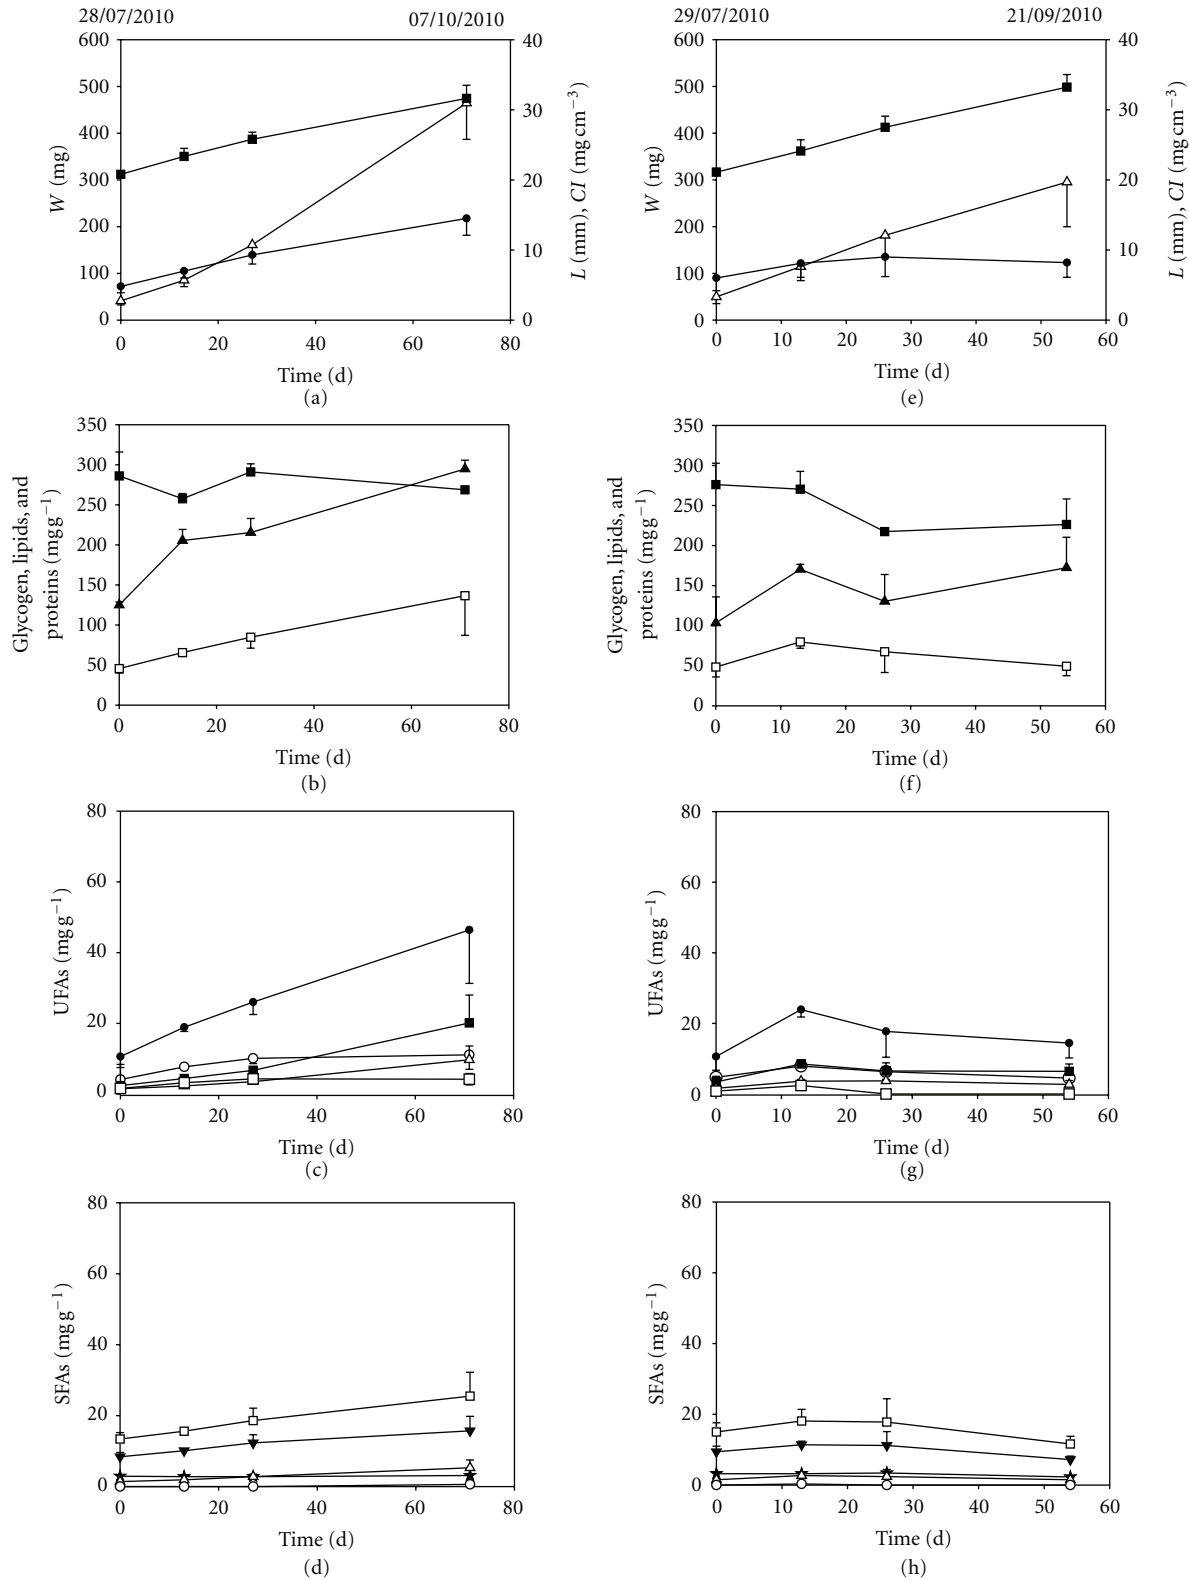 28/07/2010 07/10/2010
600
500
400
300
200
100
0
W (mg)
40
30
20
10
0
L (mm), CI (mg cm−3)
0 20 40 60 80
Time (d)
(a)
29/07/2010 21/09/2010
600
500
400
300
200
100
0
W (mg)
40
30
20
10
0
L (mm), CI (mg cm−3)
0 10 20 30 40 50 60
Time (d)
(e)
350
300
250
200
150
100
50
0
Glycogen, lipids, and
proteins (mg g−1)
0 20 40 60 80
Time (d)
(b)
350
300
250
200
150
100
50
0
Glycogen, lipids, and
proteins (mg g−1)
0 10 20 30 40 50 60
Time (d)
(f)
80
60
40
20
0
UFAs (mg g−1)
0 20 40 60 80
Time (d)
(c)
80
60
40
20
0
UFAs (mg g−1)
0 10 20 30 40 50 60
Time (d)
(g)
80
60
40
20
0
SFAs (mg g−1)
0 20 40 60 80
Time (d)
(d)
80
60
40
20
0
SFAs (mg g−1)
0 10 20 30 40 50 60
Time (d)
(h)